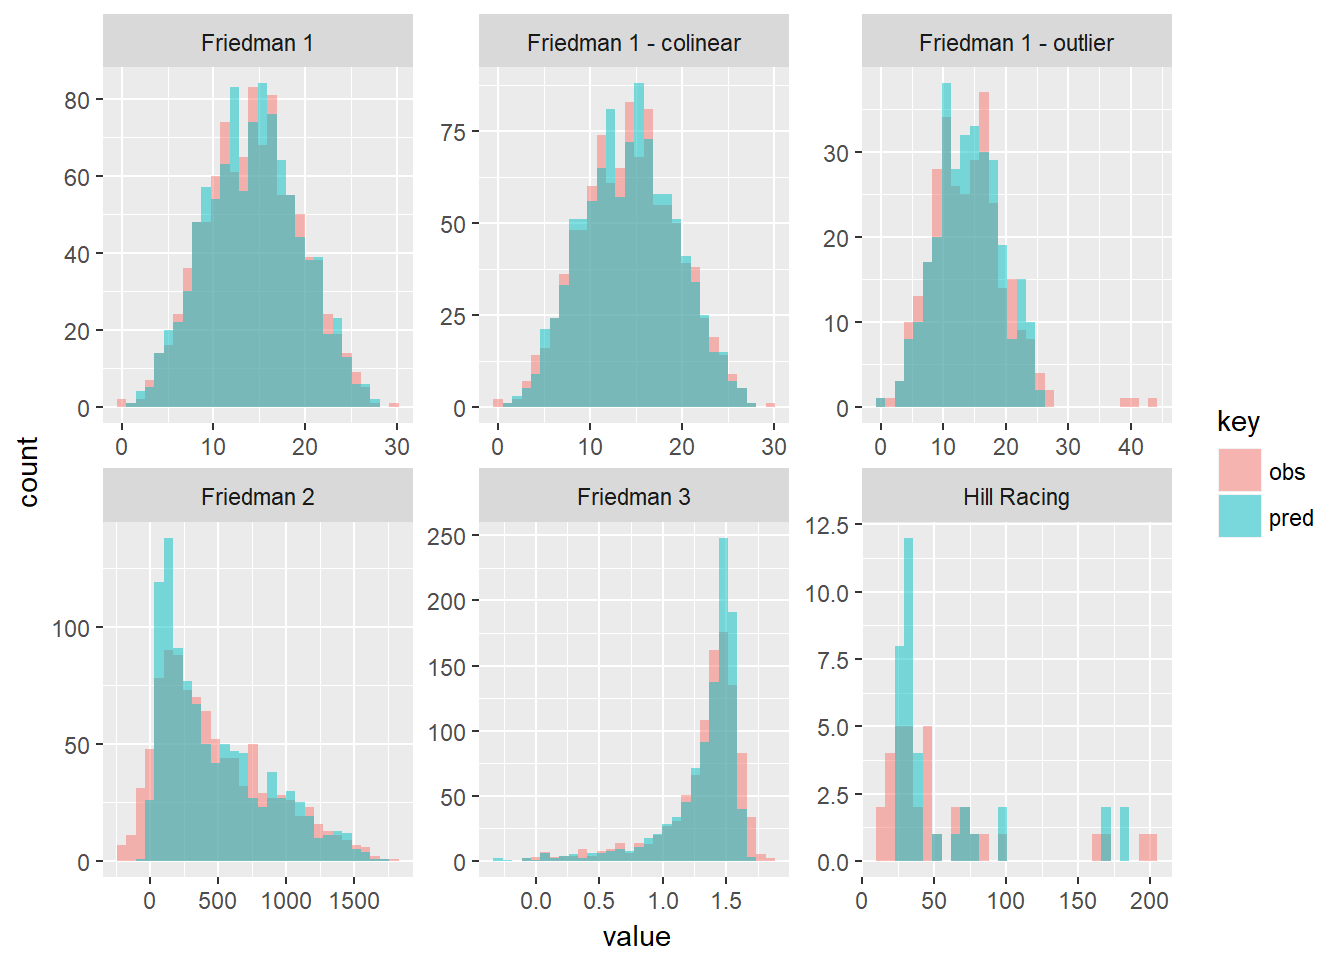 Friedman 1
Friedman 1 - colinear
Friedman 1 - outlier
80
60
40
20
0
75
50
25
0
30
20
10
0
0 10 20 30
0 10 20 30
0 10 20 30 40
Friedman 2
Friedman 3
Hill Racing
100
50
0
250
200
150
100
50
0
12.5
10.0
7.5
5.0
2.5
0.0
0 500 1000 1500
0.0 0.5 1.0 1.5
0 50 100 150 200
count
value
key
obs
pred